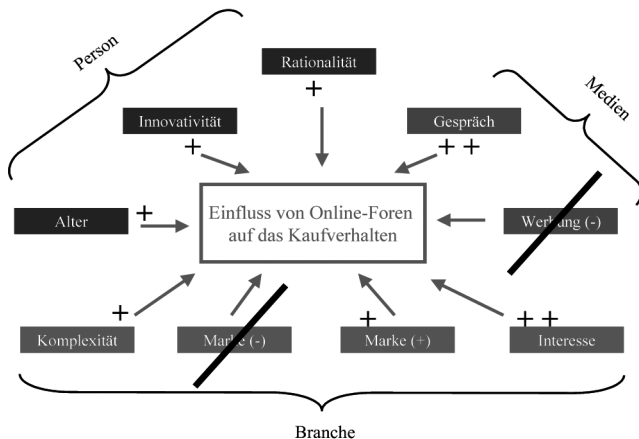 Person
Rationalität
+
Medien
Innovativität
+
Gespräch
+ +
Alter
+
Einfluss von Online-Foren
auf das Kaufverhalten
Werbung (-)
+
Komplexität
Marke (-)
+
Marke (+)
+ +
Interesse
Branche